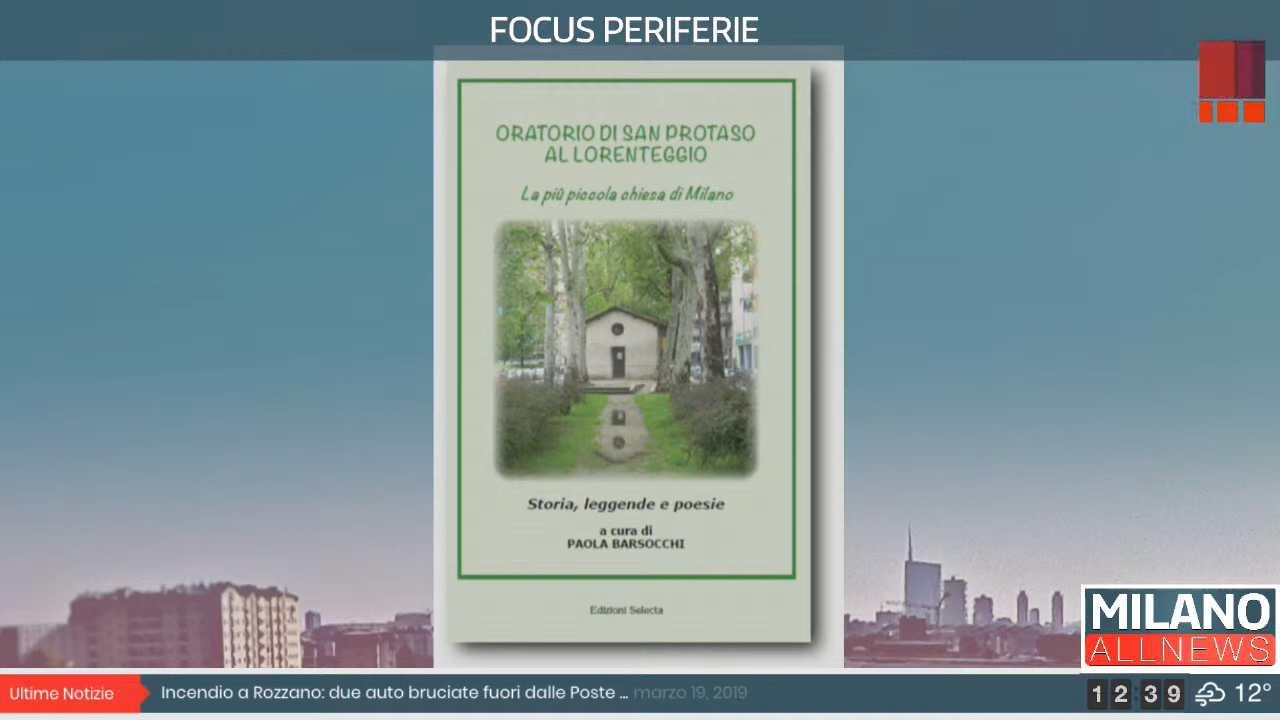 FOCUS PERIFERIE
ORATORIO DI SAN PROTASO
AL LORENTEGGIO
La più piccola chiesa di Milano
Storia, leggende e poesie
a cura di
PAOLA BARSOCCHI
Edizioni Selecta
MILANO
ALLNEWS
Ultime Notizie
Incendio a Rozzano: due auto bruciate fuori dalle Poste ... marzo 19, 2019
12:39
12°